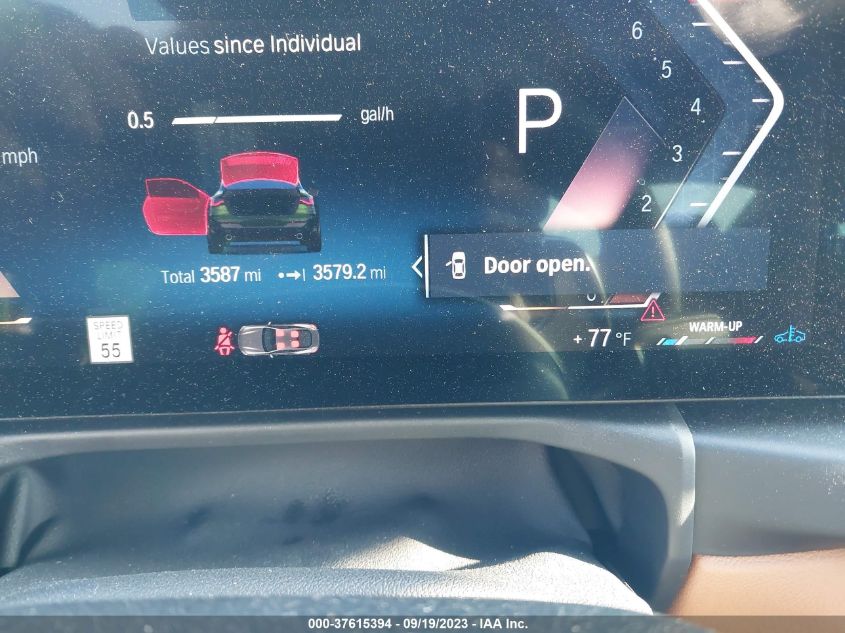 Values since Individual
6
5
0.5 gal/h
P
4
mph
3
2
Door open.
Total 3587 mi 3579.2 mi
0
SPEED LIMIT 55
WARM-UP
+ 77 °F
000-37615394 - 09/19/2023 - IAA Inc.